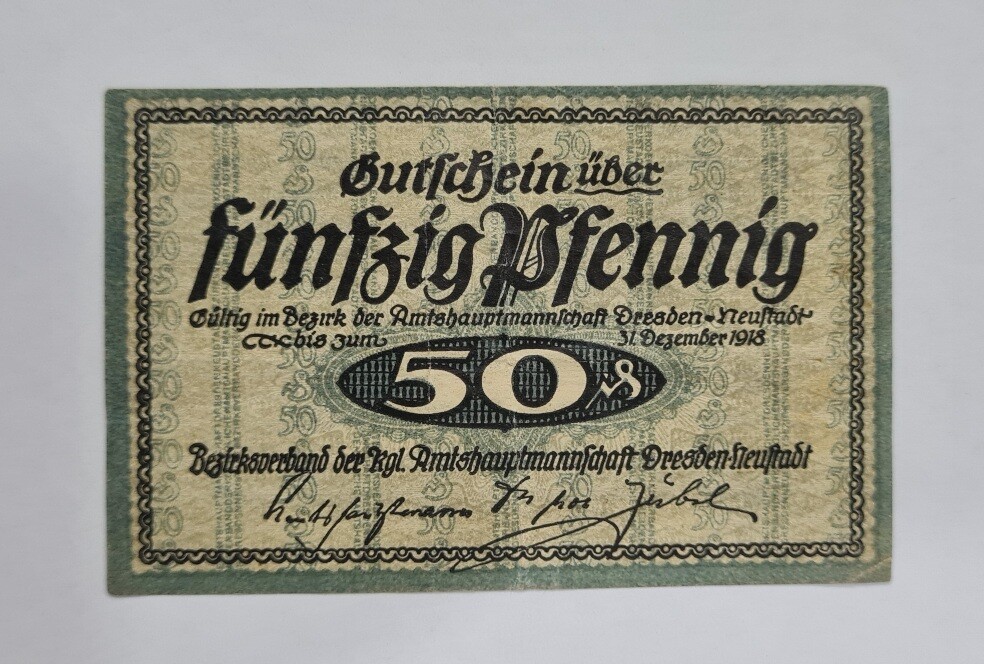 Gutschein über
fünfzig Pfennig
Gültig im Bezirk der Amtshauptmannschaft Dresden-Neustadt
bis zum 31. Dezember 1918
50 ₰
Bezirksverband der Kgl. Amtshauptmannschaft Dresden-Neustadt